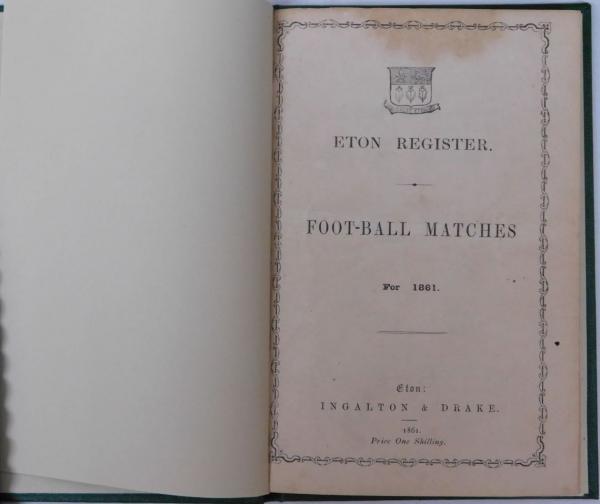 ETON REGISTER.
FOOT-BALL MATCHES
For 1861.
Eton:
INGALTON & DRAKE.
1861.
Price One Shilling.